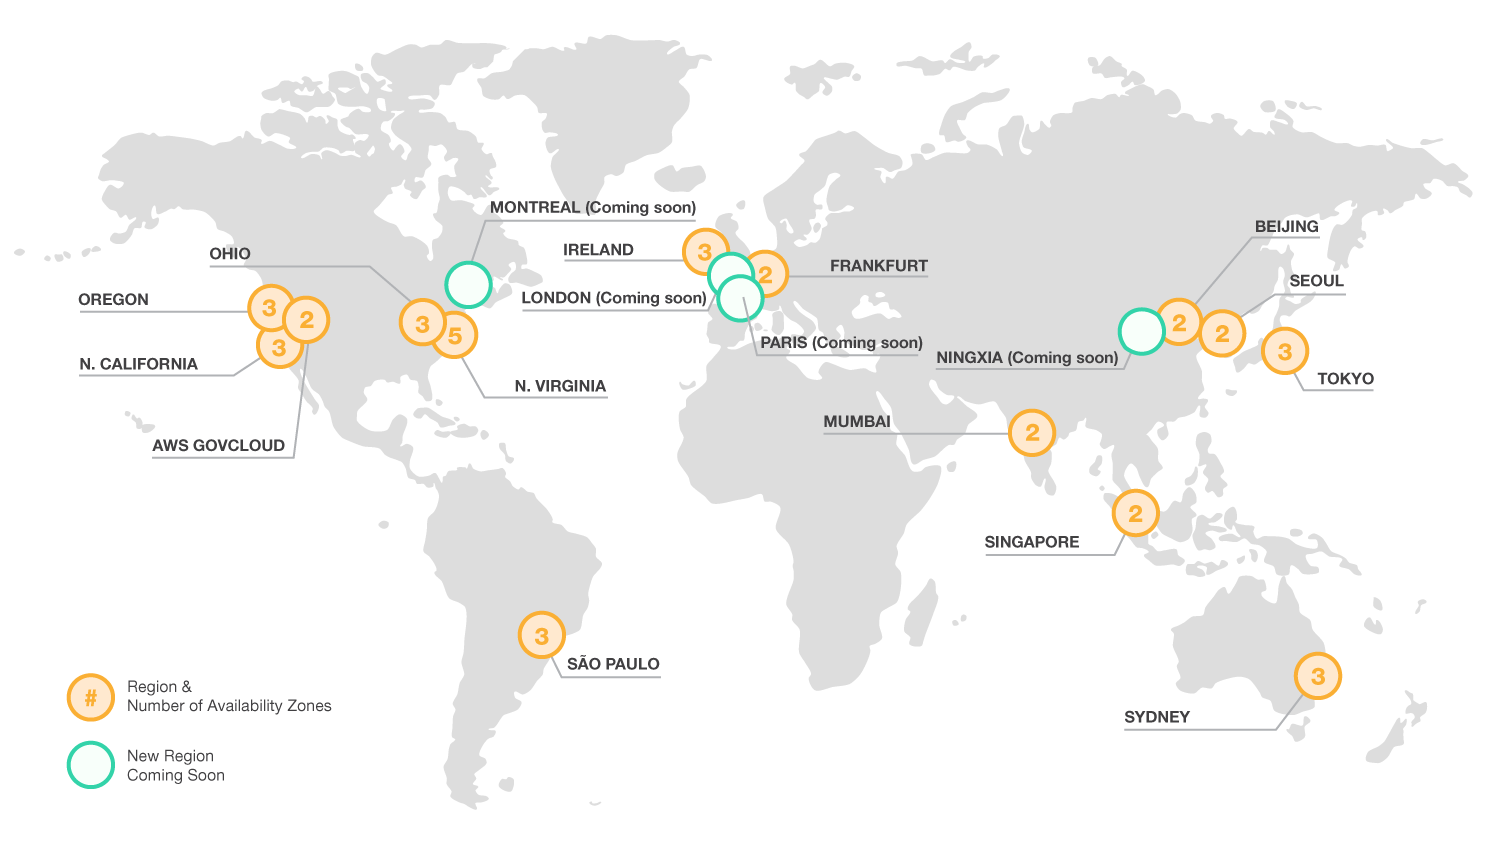 MONTREAL (Coming soon)
BEIJING
OHIO
IRELAND
3
FRANKFURT
2
SEOUL
OREGON
3
2
LONDON (Coming soon)
3
5
2
2
N. CALIFORNIA
3
PARIS (Coming soon)
NINGXIA (Coming soon)
3
TOKYO
N. VIRGINIA
AWS GOVCLOUD
MUMBAI
2
2
SINGAPORE
3
SÃO PAULO
3
SYDNEY
#
Region &
Number of Availability Zones
New Region
Coming Soon